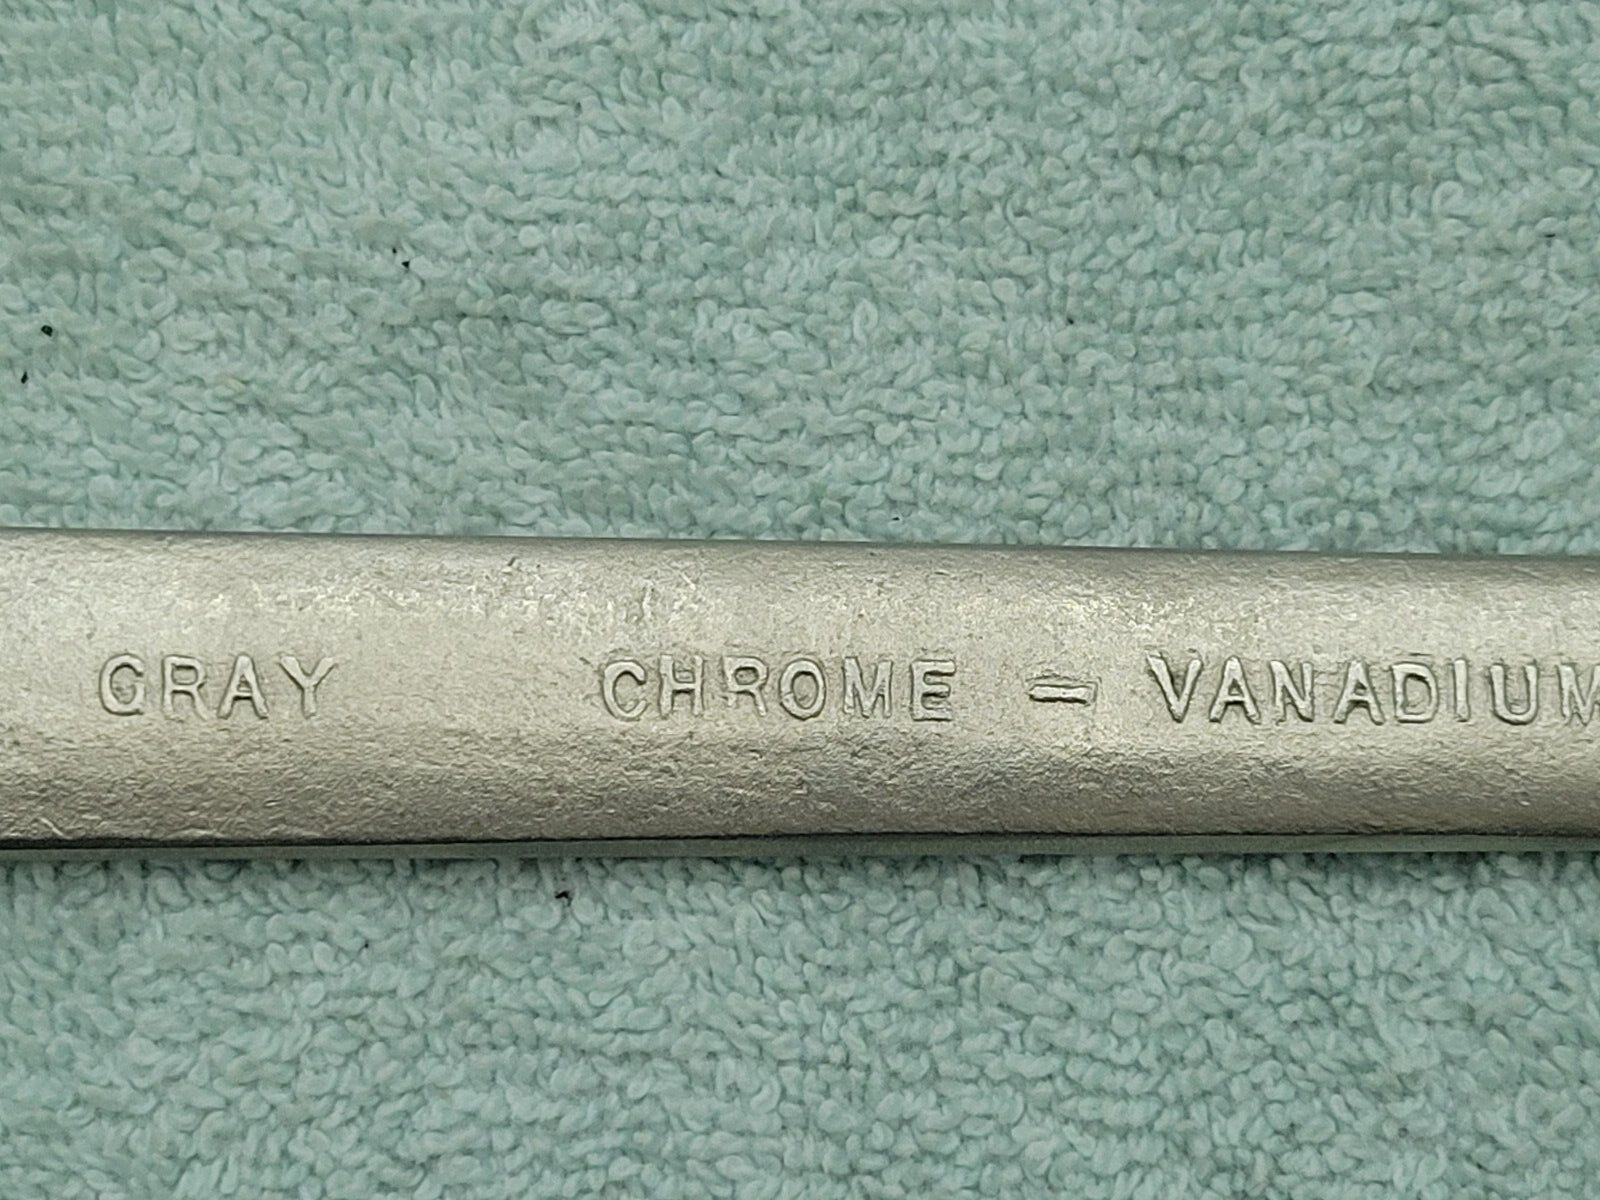 GRAY CHROME - VANADIUM